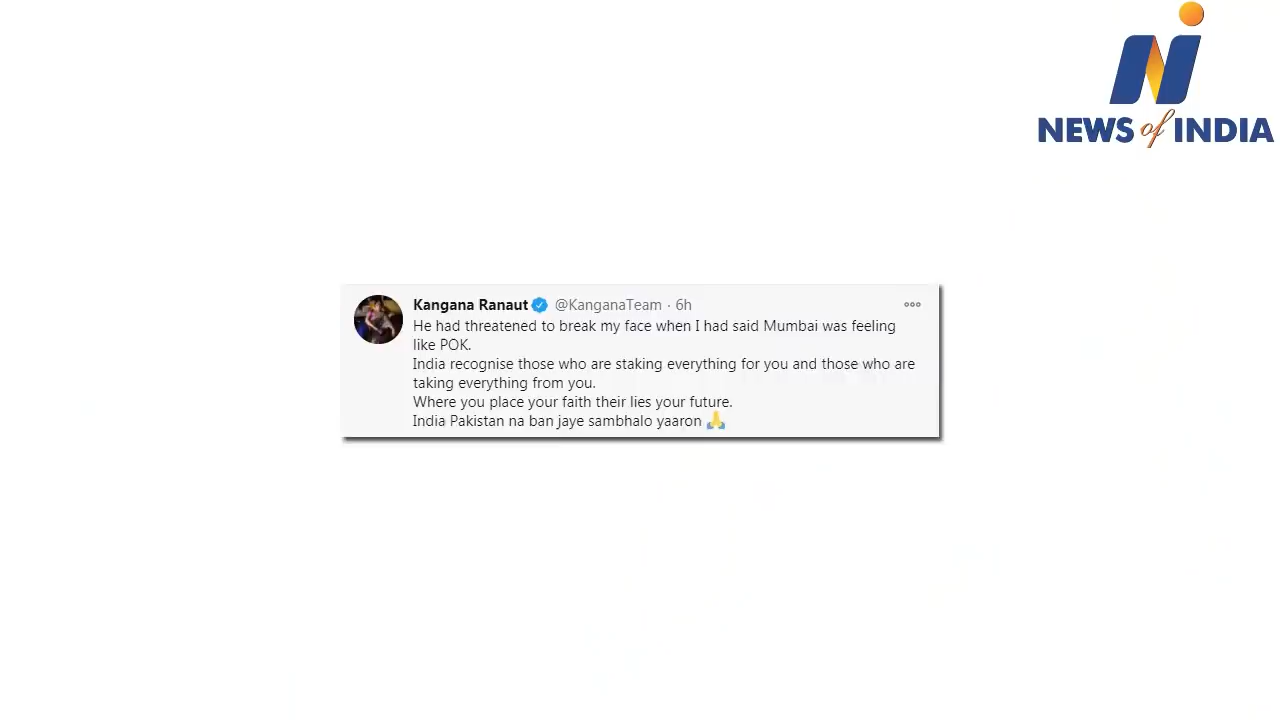 NEWS of INDIA
Kangana Ranaut @KanganaTeam · 6h
He had threatened to break my face when I had said Mumbai was feeling
like POK.
India recognise those who are staking everything for you and those who are
taking everything from you.
Where you place your faith their lies your future.
India Pakistan na ban jaye sambhalo yaaron 🙏